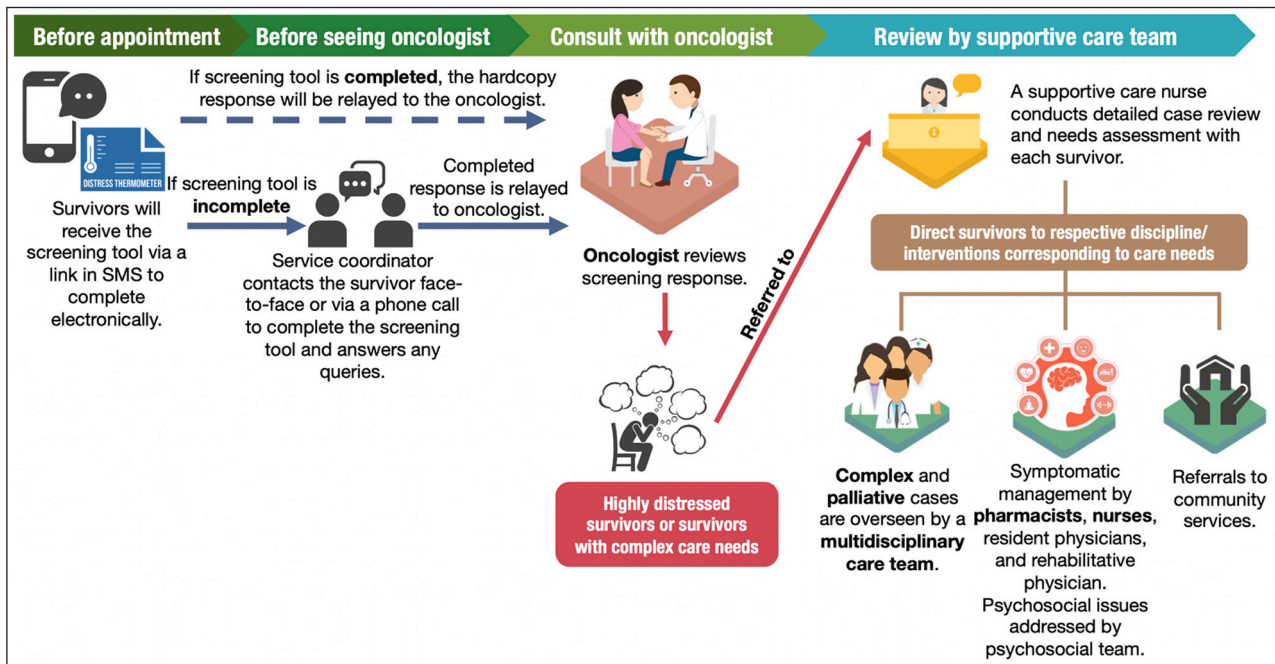 Before appointment
Before seeing oncologist
Consult with oncologist
Review by supportive care team
If screening tool is completed, the hardcopy
response will be relayed to the oncologist.
DISTRESS THERMOMETER
Survivors will
receive the
screening tool via a
link in SMS to
complete
electronically.
If screening tool is
incomplete
Service coordinator
contacts the survivor face-
to-face or via a phone call
to complete the screening
tool and answers any
queries.
Completed
response is relayed
to oncologist.
Oncologist reviews
screening response.
Highly distressed
survivors or survivors
with complex care needs
Referred to
A supportive care nurse
conducts detailed case review
and needs assessment with
each survivor.
Direct survivors to respective discipline/
interventions corresponding to care needs
Complex and
palliative cases
are overseen by a
multidisciplinary
care team.
Symptomatic
management by
pharmacists, nurses,
resident physicians,
and rehabilitative
physician.
Psychosocial issues
addressed by
psychosocial team.
Referrals to
community
services.